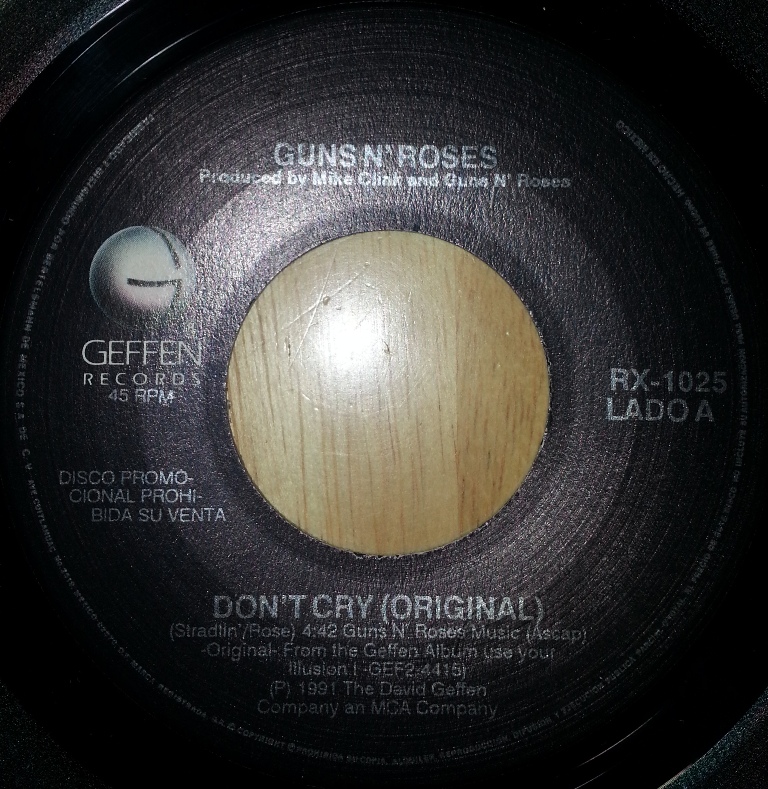 GUNS N' ROSES
Produced by Mike Clink and Guns N' Roses
GEFFEN
RECORDS
45 RPM
RX-1025
LADO A
DISCO PROMO-
CIONAL PROHI-
BIDA SU VENTA
DON'T CRY (ORIGINAL)
(Stradlin'/Rose) 4:42 Guns N' Roses Music (Ascap)
-Original- From the Geffen Album use your
Illusion I -GEF2-4415)
(P) 1991 The David Geffen
Company an MCA Company